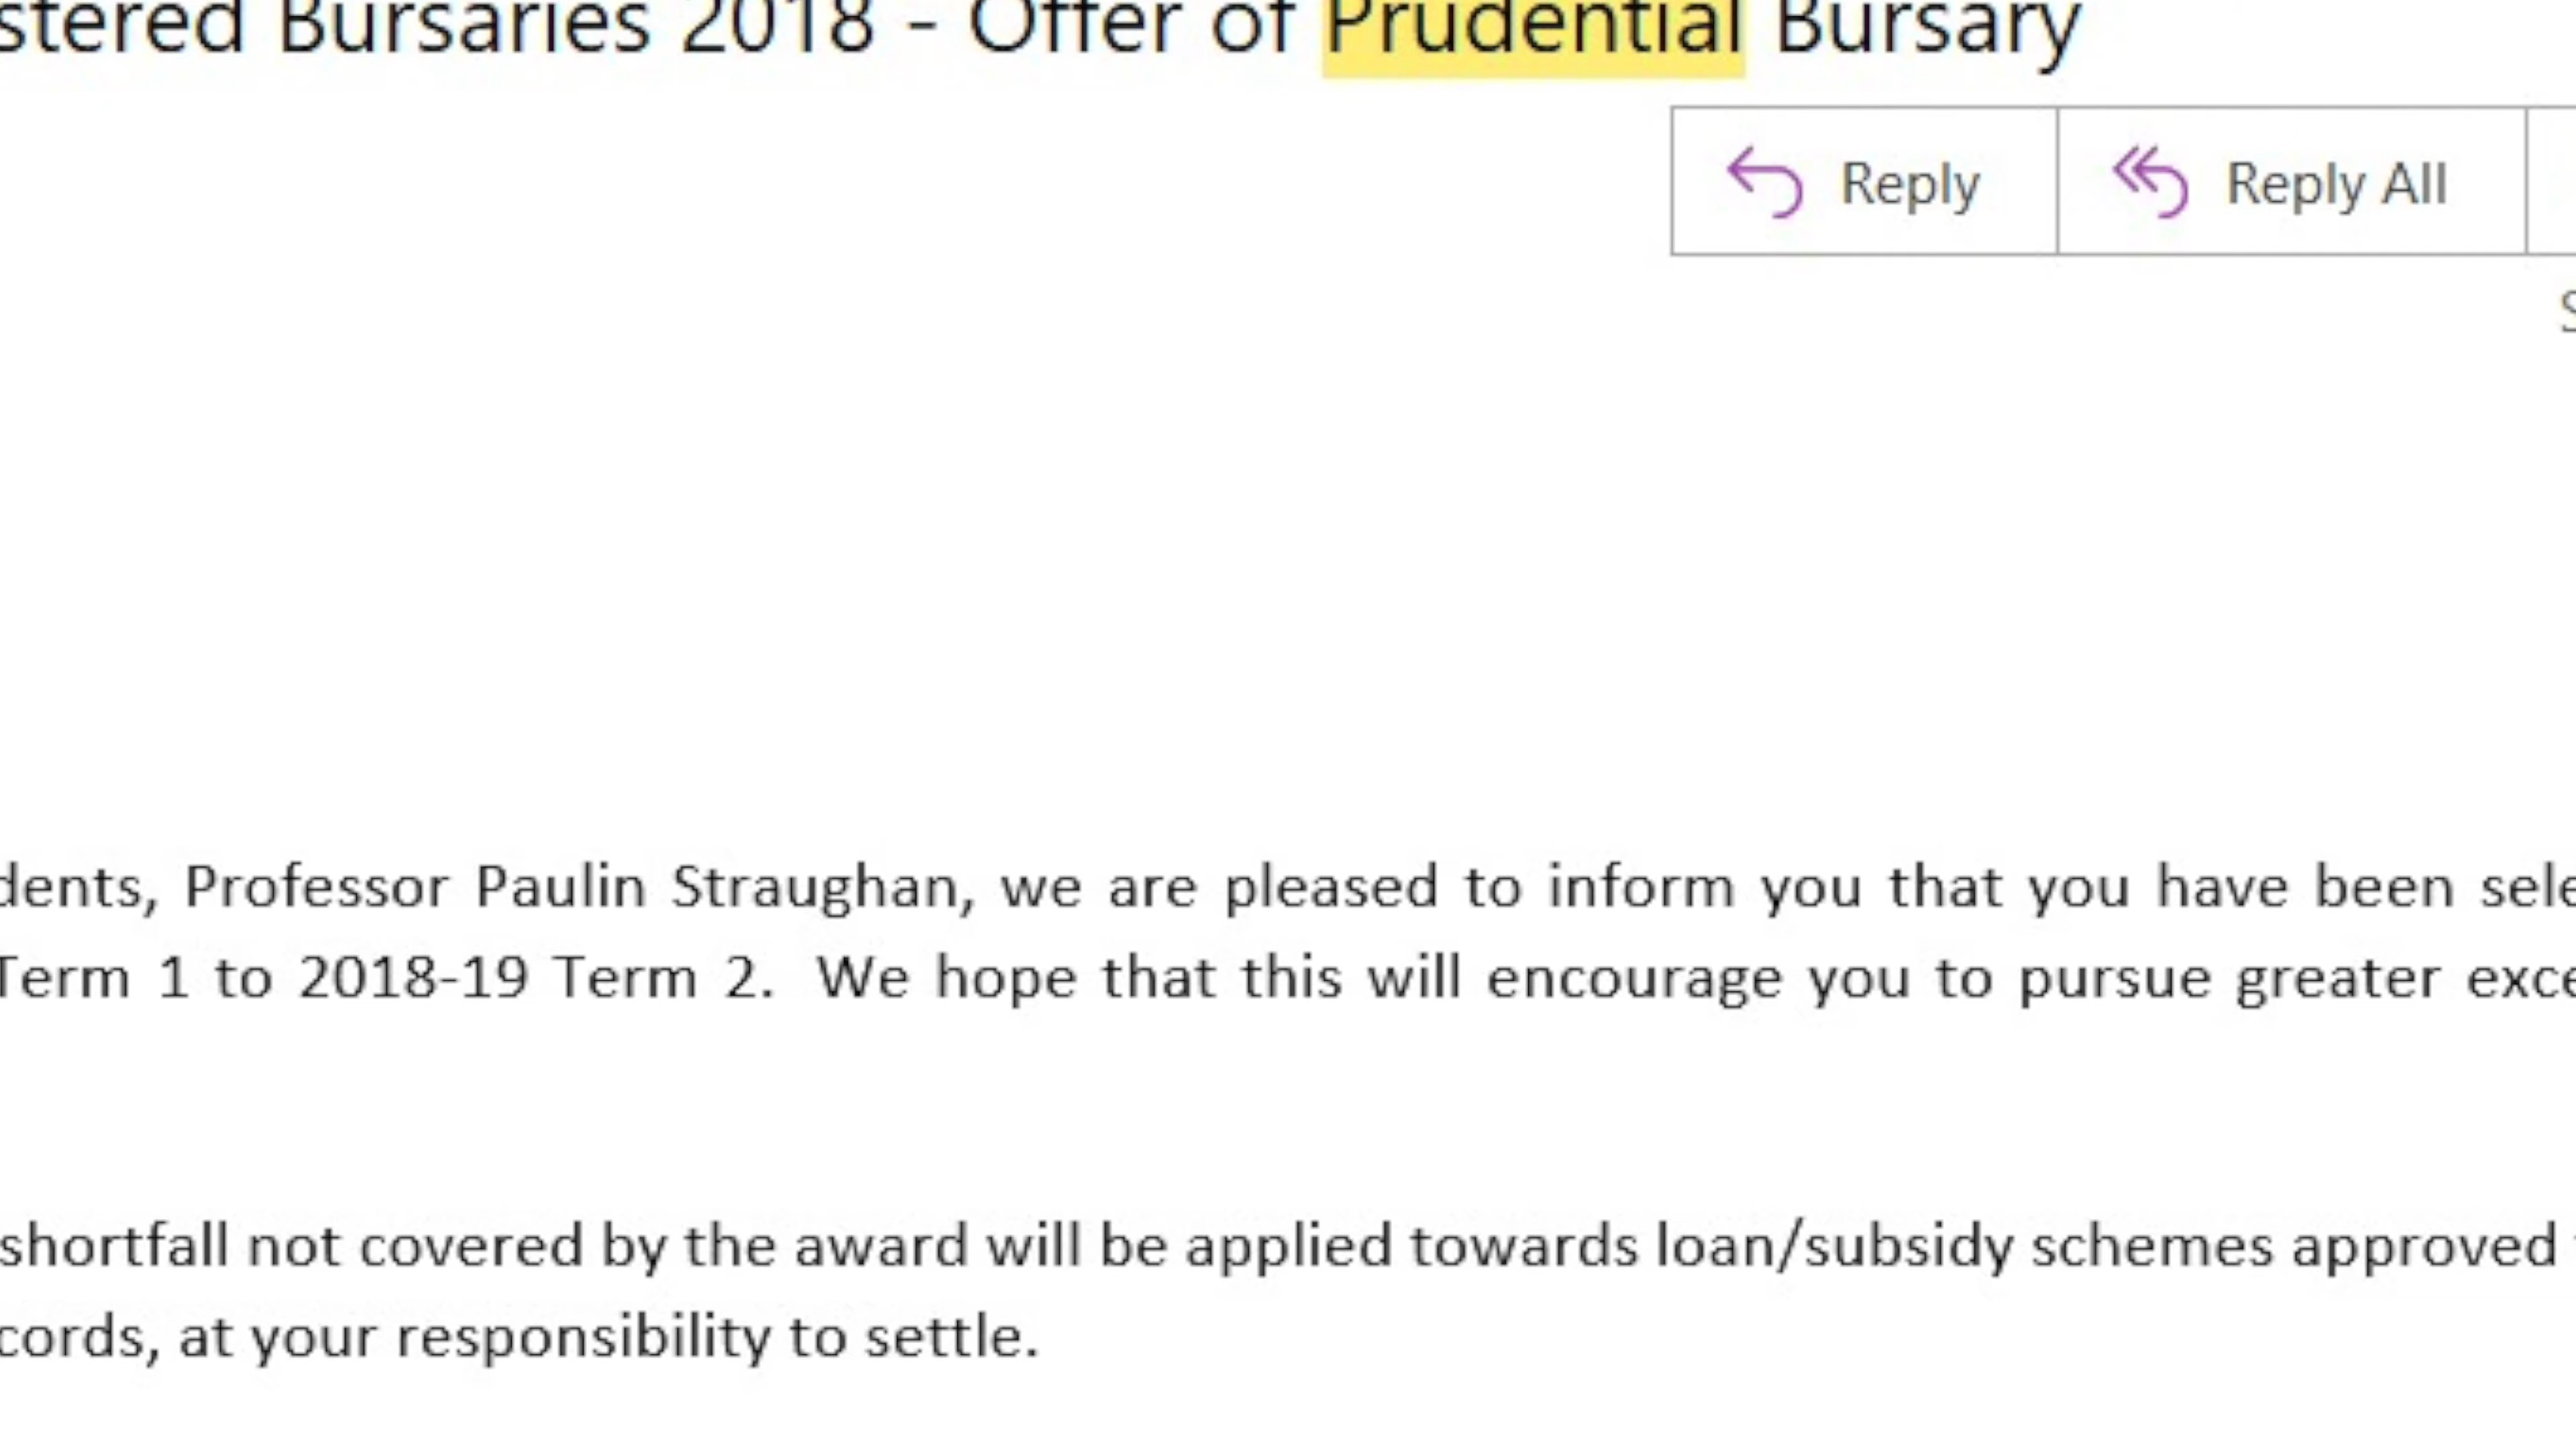 stered Bursaries 2018 - Offer of Prudential Bursary
Reply
Reply All
S
dents, Professor Paulin Straughan, we are pleased to inform you that you have been sele
Term 1 to 2018-19 Term 2. We hope that this will encourage you to pursue greater exce
shortfall not covered by the award will be applied towards loan/subsidy schemes approved
cords, at your responsibility to settle.